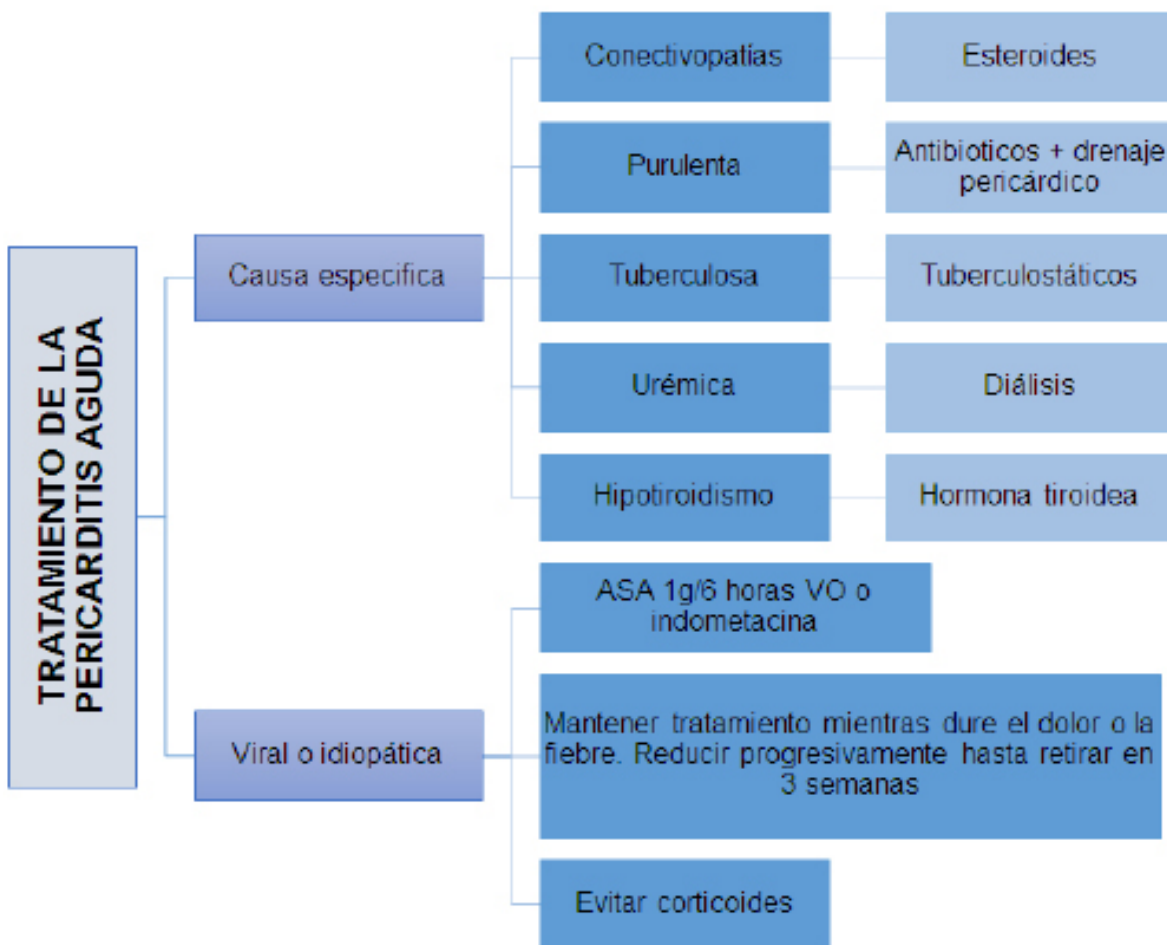 TRATAMIENTO DE LA
PERICARDITIS AGUDA
Causa especifica
Conectivopatías
Esteroides
Purulenta
Antibioticos + drenaje
pericárdico
Tuberculosa
Tuberculostáticos
Urémica
Diálisis
Hipotiroidismo
Hormona tiroidea
Viral o idiopática
ASA 1g/6 horas VO o
indometacina
Mantener tratamiento mientras dure el dolor o la
fiebre. Reducir progresivamente hasta retirar en
3 semanas
Evitar corticoides